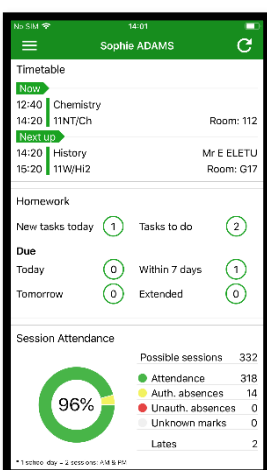 No SIM 14:01
Sophie ADAMS
Timetable
Now
12:40 Chemistry
14:20 11NT/Ch Room: 112
Next up
14:20 History Mr E ELETU
15:20 11W/Hi2 Room: G17
Homework
New tasks today 1 Tasks to do 2
Due
Today 0 Within 7 days 1
Tomorrow 0 Extended 0
Session Attendance
Possible sessions 332
Attendance 318
Auth. absences 14
Unauth. absences 0
Unknown marks 0
Lates 2
96%
* 1 school day = 2 sessions: AM & PM